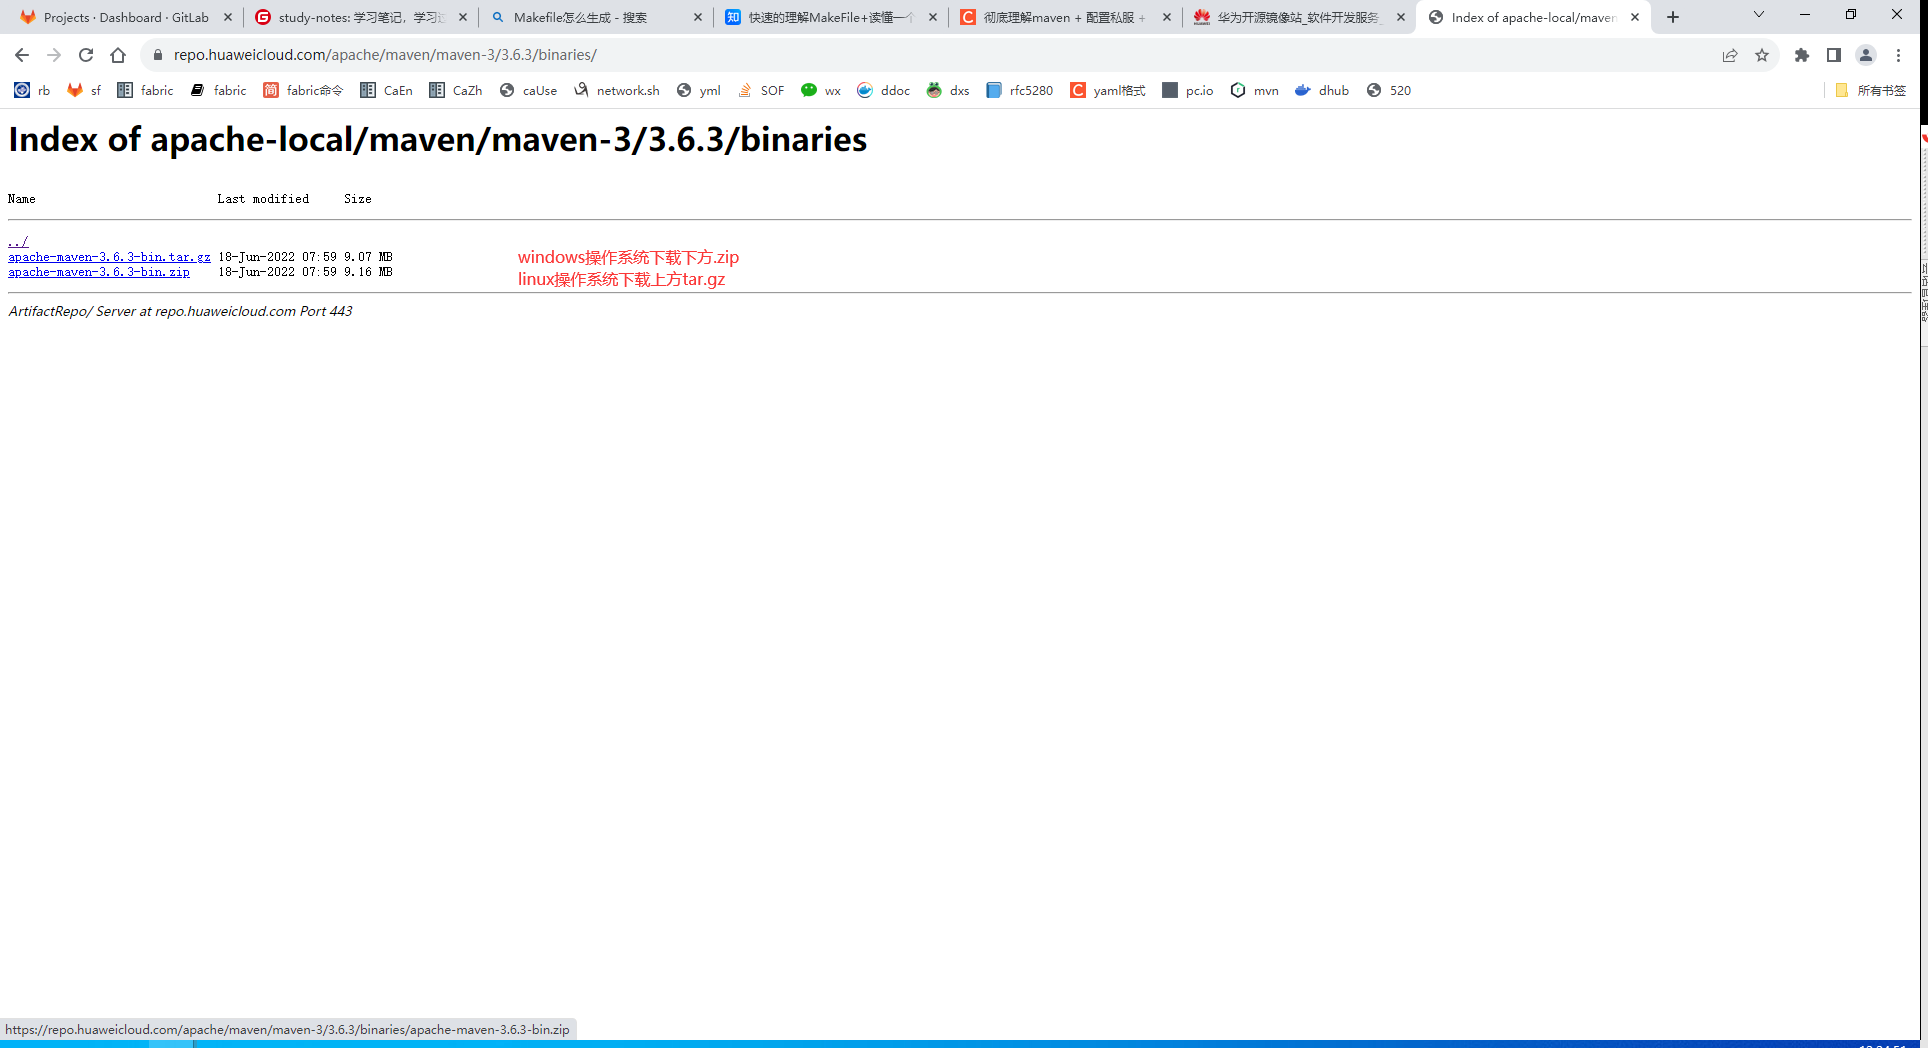 Projects · Dashboard · GitLab
study-notes: 学习笔记，学习过
Makefile怎么生成 - 搜索
知 快速的理解MakeFile+读懂一个
C 彻底理解maven + 配置私服 +
华为开源镜像站_软件开发服务_
Index of apache-local/maven
repo.huaweicloud.com/apache/maven/maven-3/3.6.3/binaries/
rb sf fabric fabric 简 fabric命令 CaEn CaZh caUse network.sh yml SOF wx ddoc dxs rfc5280 C yaml格式 pc.io mvn dhub 520 所有书签
Index of apache-local/maven/maven-3/3.6.3/binaries
Name Last modified Size
../
apache-maven-3.6.3-bin.tar.gz 18-Jun-2022 07:59 9.07 MB
apache-maven-3.6.3-bin.zip 18-Jun-2022 07:59 9.16 MB
windows操作系统下载下方.zip
linux操作系统下载上方tar.gz
ArtifactRepo/ Server at repo.huaweicloud.com Port 443
https://repo.huaweicloud.com/apache/maven/maven-3/3.6.3/binaries/apache-maven-3.6.3-bin.zip